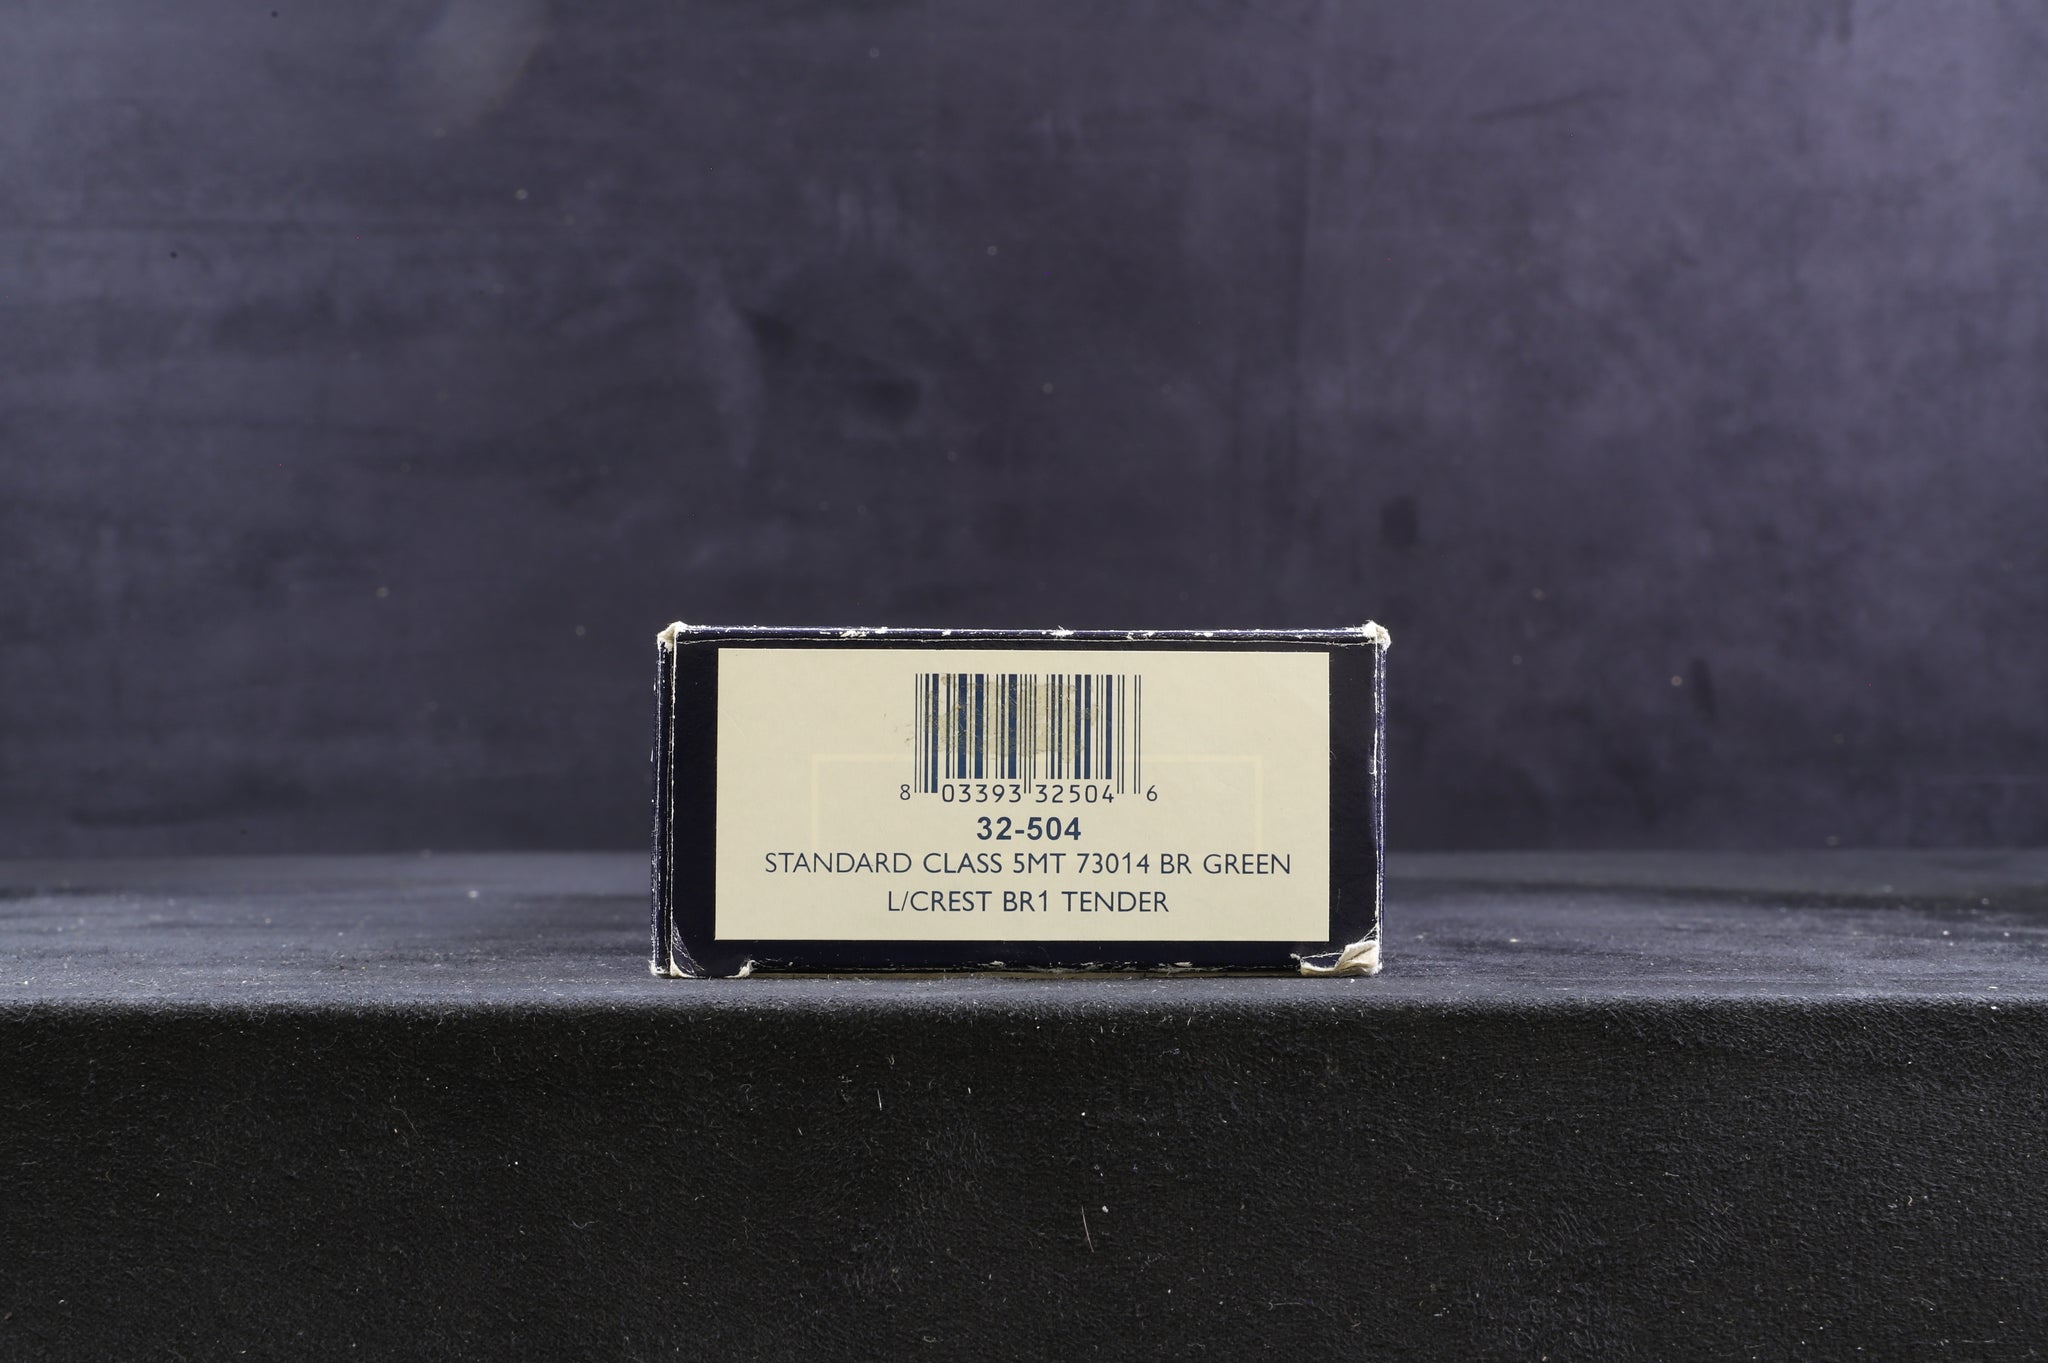 8 03393 32504 6
32-504
STANDARD CLASS 5MT 73014 BR GREEN
L/CREST BR1 TENDER